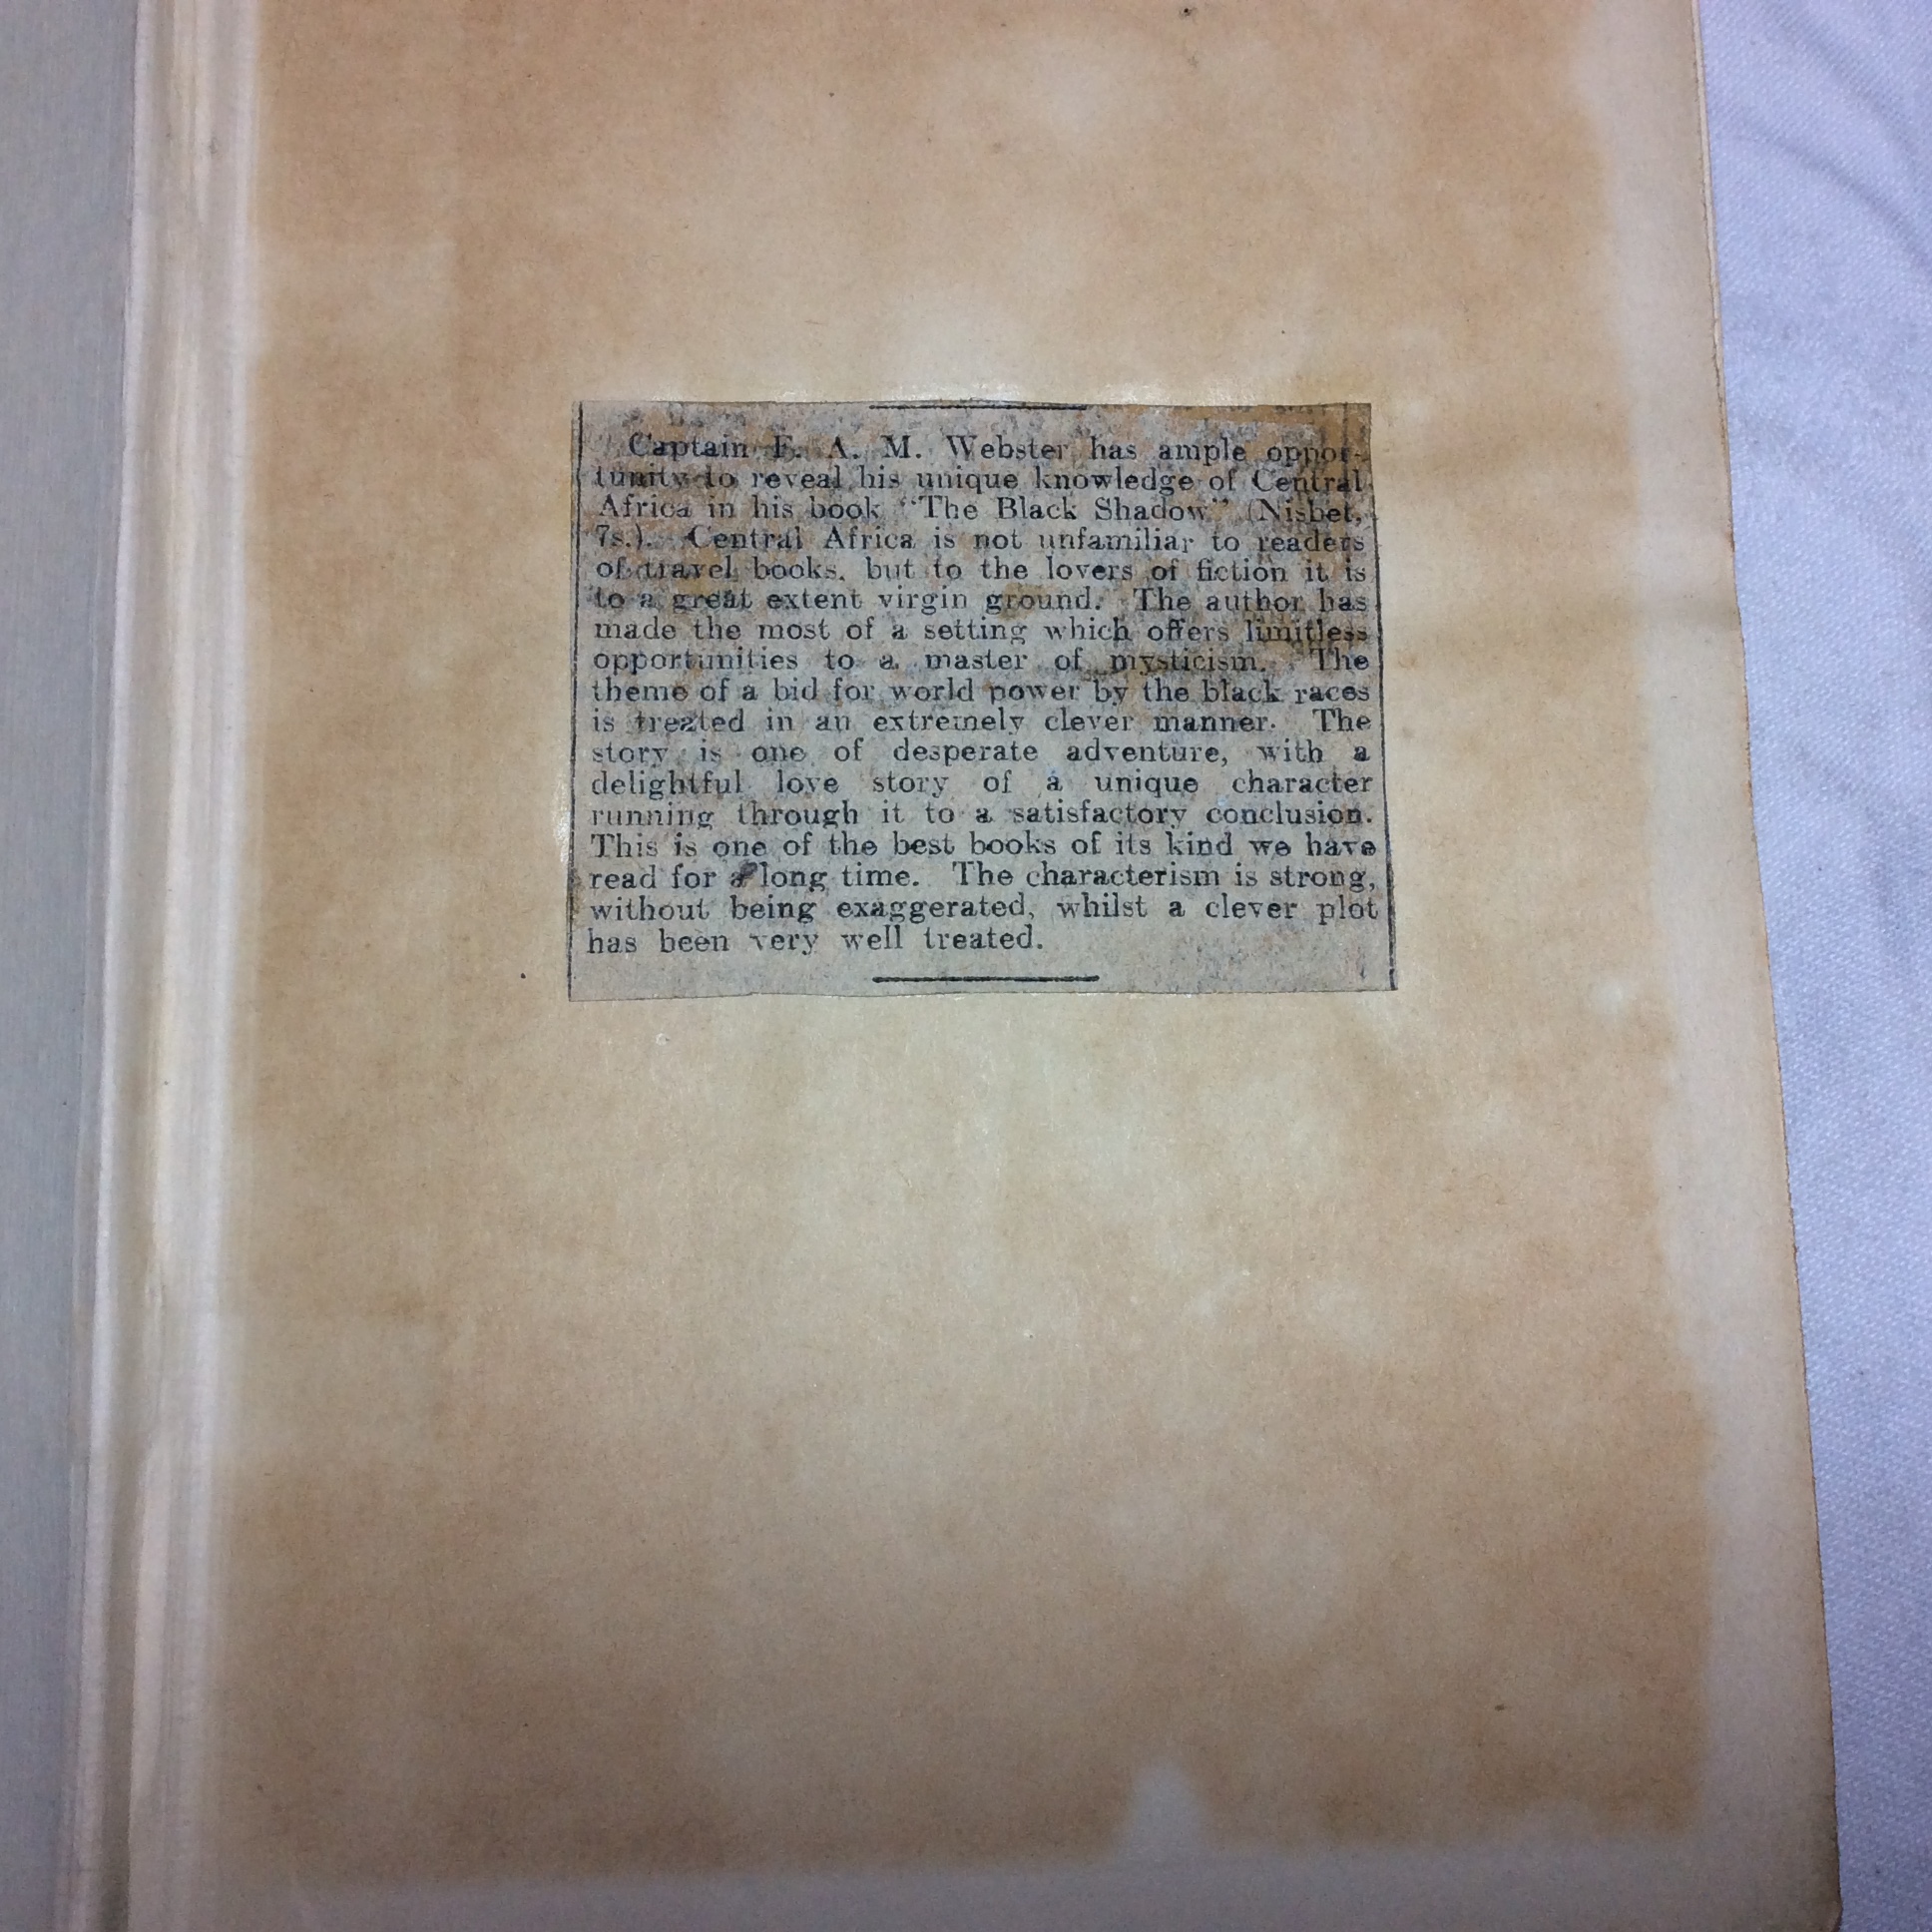 Captain F. A. M. Webster has ample oppor-
tunity to reveal his unique knowledge of Central
Africa in his book "The Black Shadow" (Nisbet,
7s.). Central Africa is not unfamiliar to readers
of travel books, but to the lovers of fiction it is
to a great extent virgin ground. The author has
made the most of a setting which offers limitless
opportunities to a master of mysticism. The
theme of a bid for world power by the black races
is treated in an extremely clever manner. The
story is one of desperate adventure, with a
delightful love story of a unique character
running through it to a satisfactory conclusion.
This is one of the best books of its kind we have
read for a long time. The characterism is strong,
without being exaggerated, whilst a clever plot
has been very well treated.